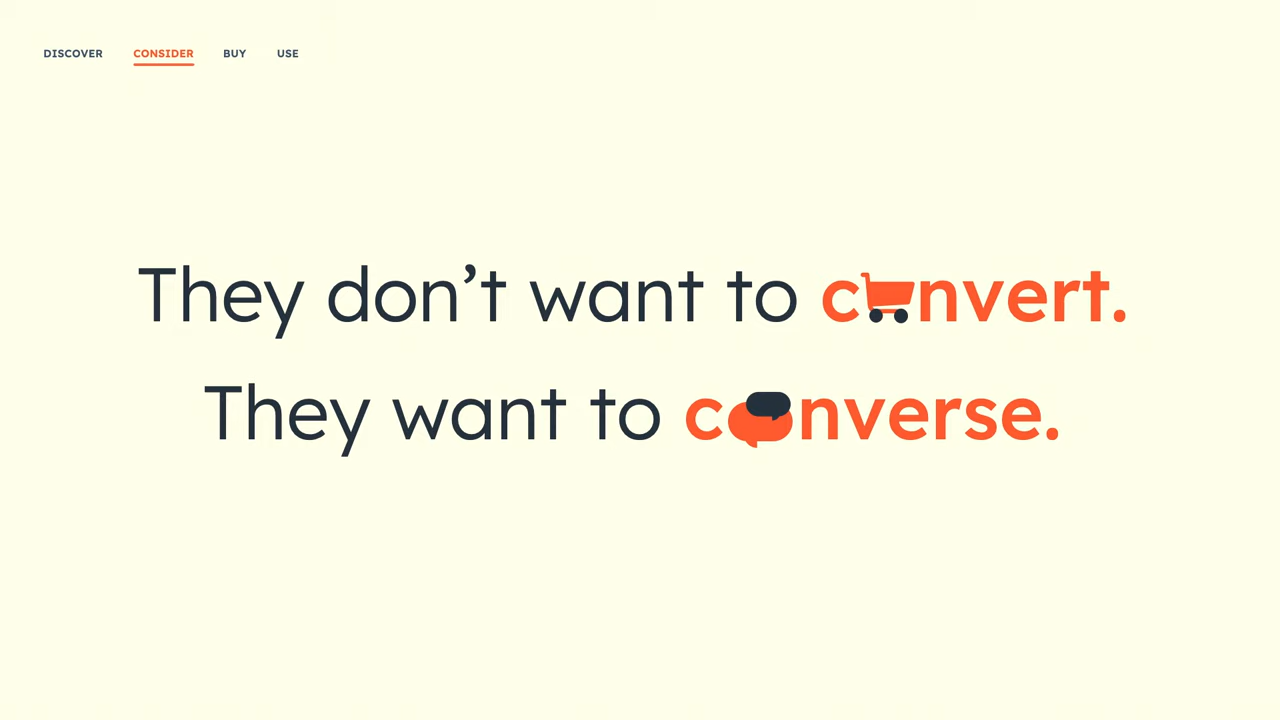 DISCOVER CONSIDER BUY USE
They don’t want to convert.
They want to converse.